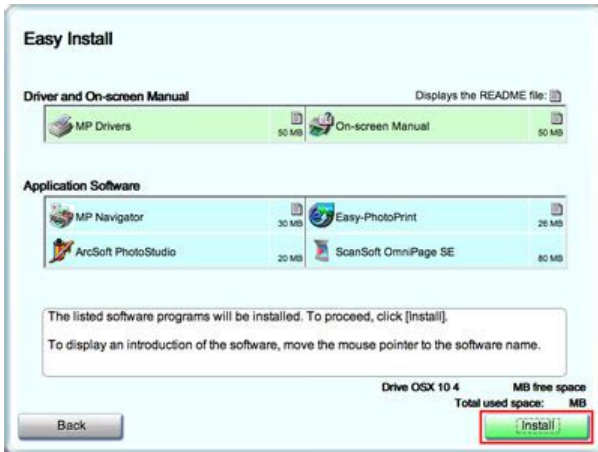 Easy Install
Driver and On-screen Manual
Displays the README file:
MP Drivers
50 MB
On-screen Manual
50 MB
Application Software
MP Navigator
30 MB
Easy-PhotoPrint
26 MB
ArcSoft PhotoStudio
20 MB
ScanSoft OmniPage SE
80 MB
The listed software programs will be installed. To proceed, click [Install].
To display an introduction of the software, move the mouse pointer to the software name.
Drive OSX 10 4 MB free space
Total used space: MB
Back
Install